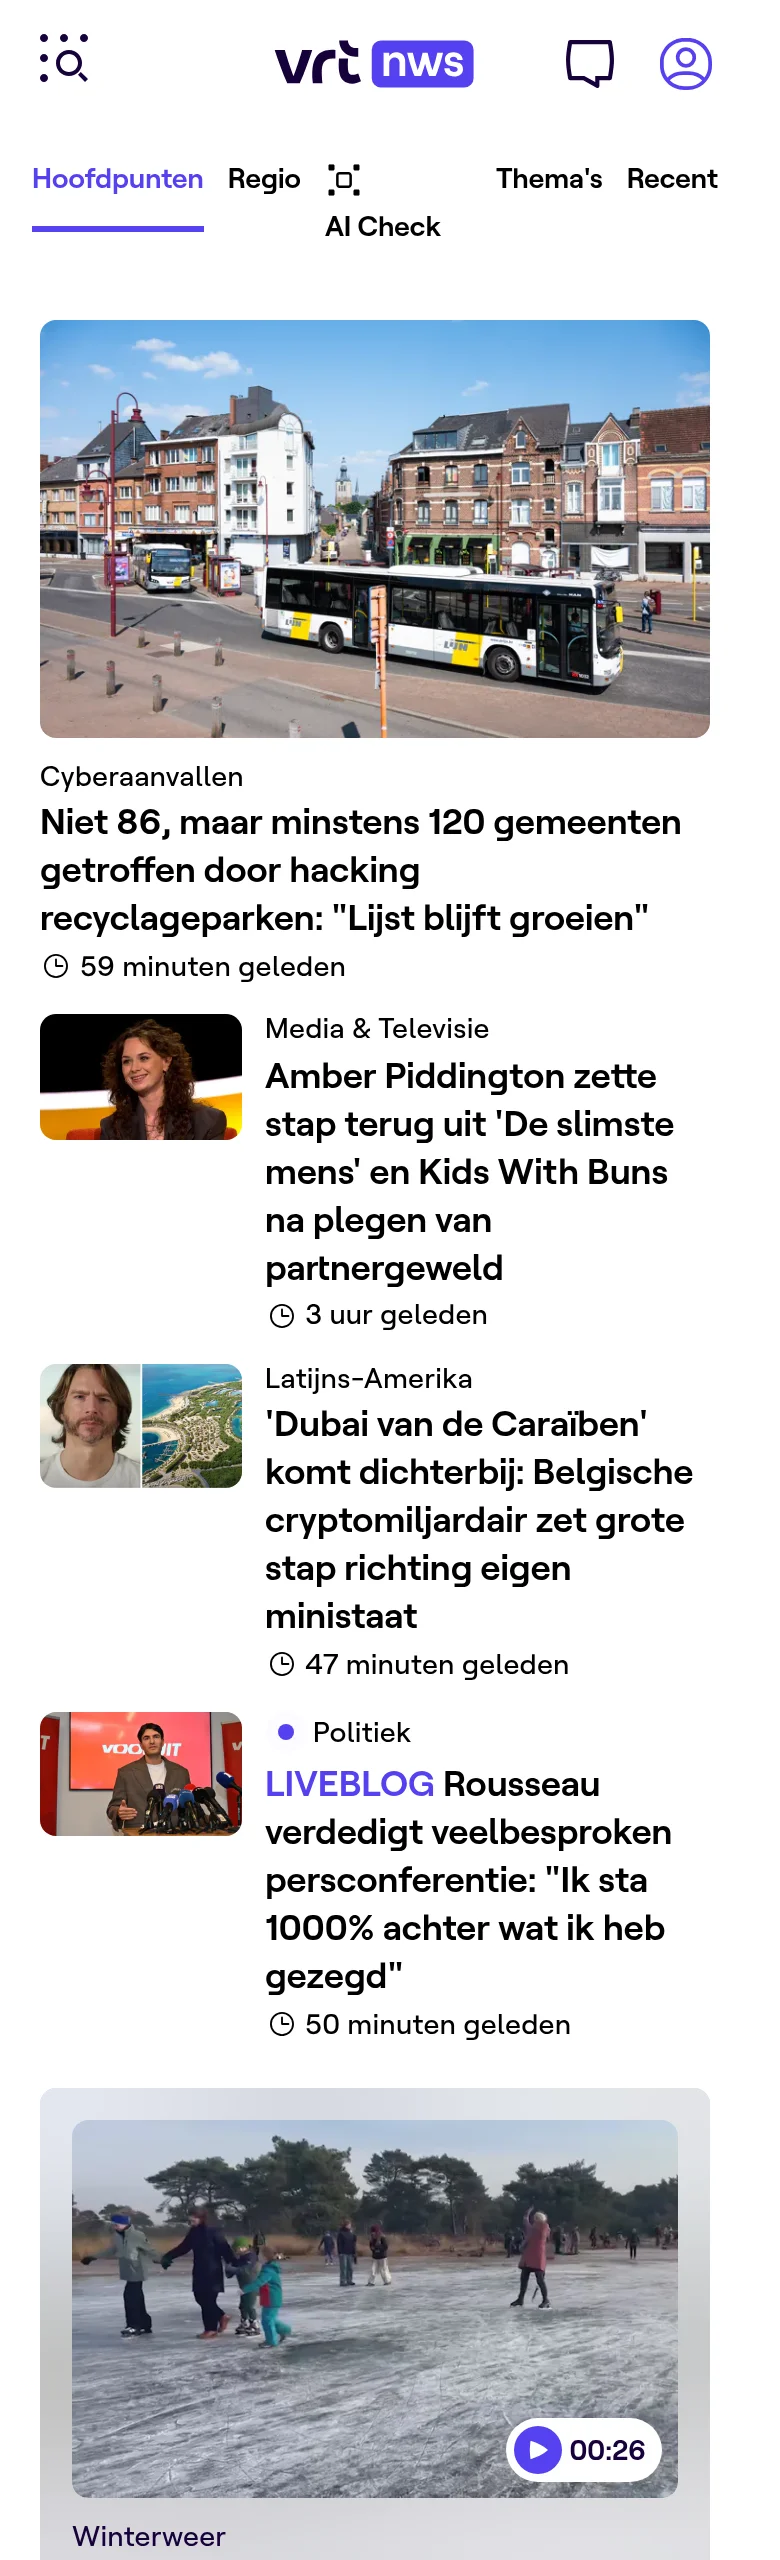 vrt nws
Hoofdpunten Regio AI Check Thema's Recent
LIJN
Cyberaanvallen
Niet 86, maar minstens 120 gemeenten
getroffen door hacking
recyclageparken: "Lijst blijft groeien"
59 minuten geleden
Media & Televisie
Amber Piddington zette
stap terug uit 'De slimste
mens' en Kids With Buns
na plegen van
partnergeweld
3 uur geleden
Latijns-Amerika
'Dubai van de Caraïben'
komt dichterbij: Belgische
cryptomiljardair zet grote
stap richting eigen
ministaat
47 minuten geleden
Politiek
LIVEBLOG Rousseau
verdedigt veelbesproken
persconferentie: "Ik sta
1000% achter wat ik heb
gezegd"
50 minuten geleden
00:26
Winterweer